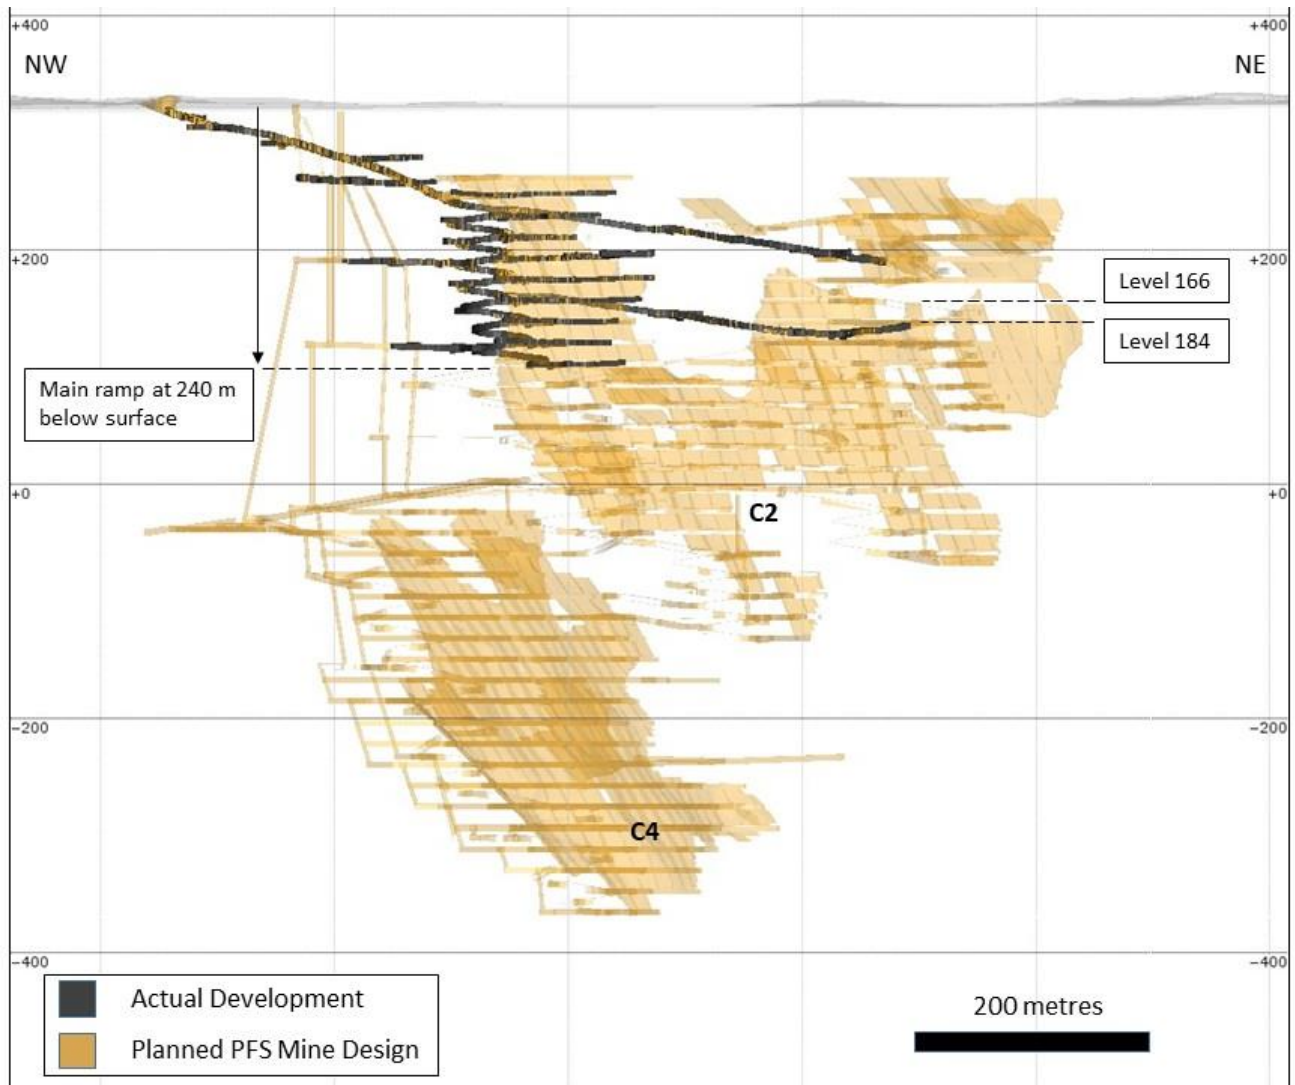 +400
+400
NW
NE
+200
+200
Level 166
Level 184
Main ramp at 240 m
below surface
+0
+0
C2
−200
−200
C4
−400
−400
Actual Development
Planned PFS Mine Design
200 metres